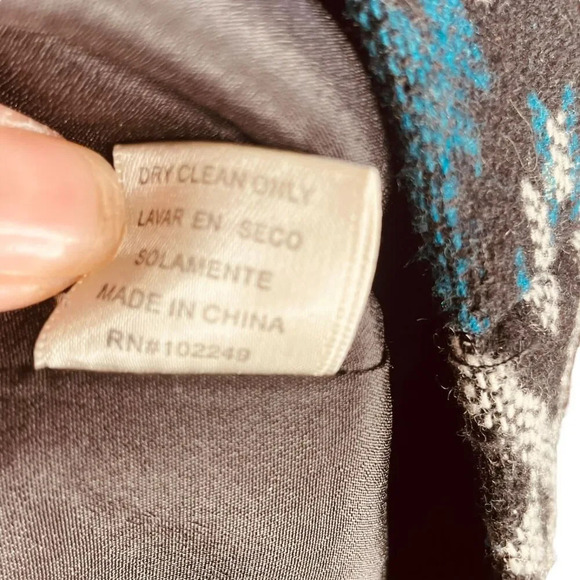 DRY CLEAN ONLY
LAVAR EN SECO
SOLAMENTE
MADE IN CHINA
RN#102249